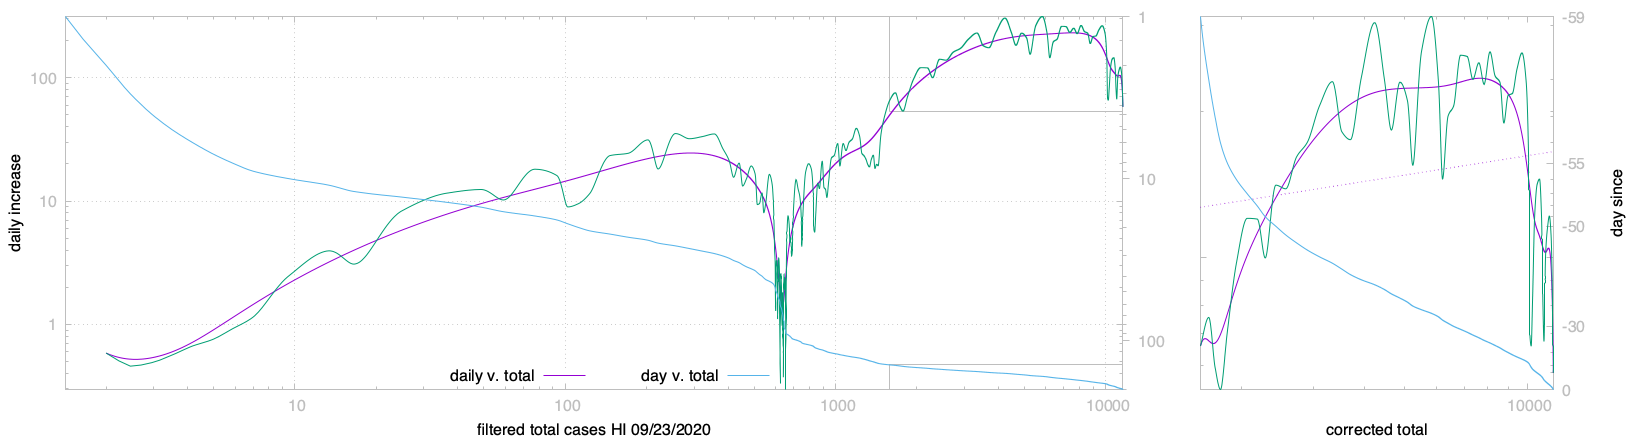 100
10
1
daily increase
10
100
1000
10000
filtered total cases HI 09/23/2020
daily v. total
day v. total
1
10
100
10000
corrected total
-59
-55
-50
-30
0
day since